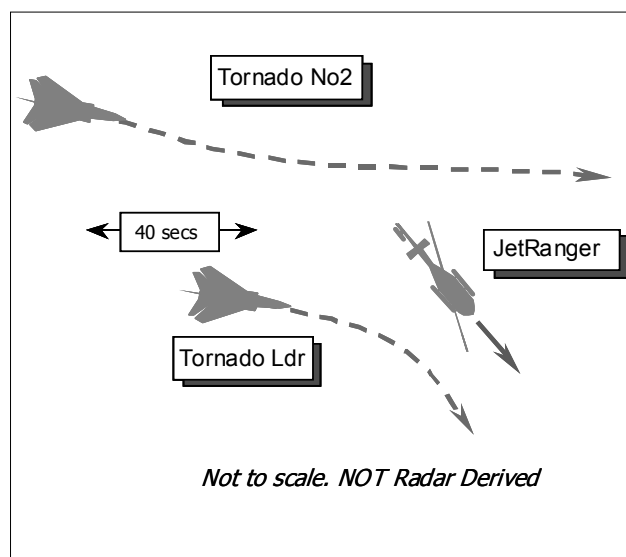 Tornado No2
40 secs
JetRanger
Tornado Ldr
Not to scale. NOT Radar Derived